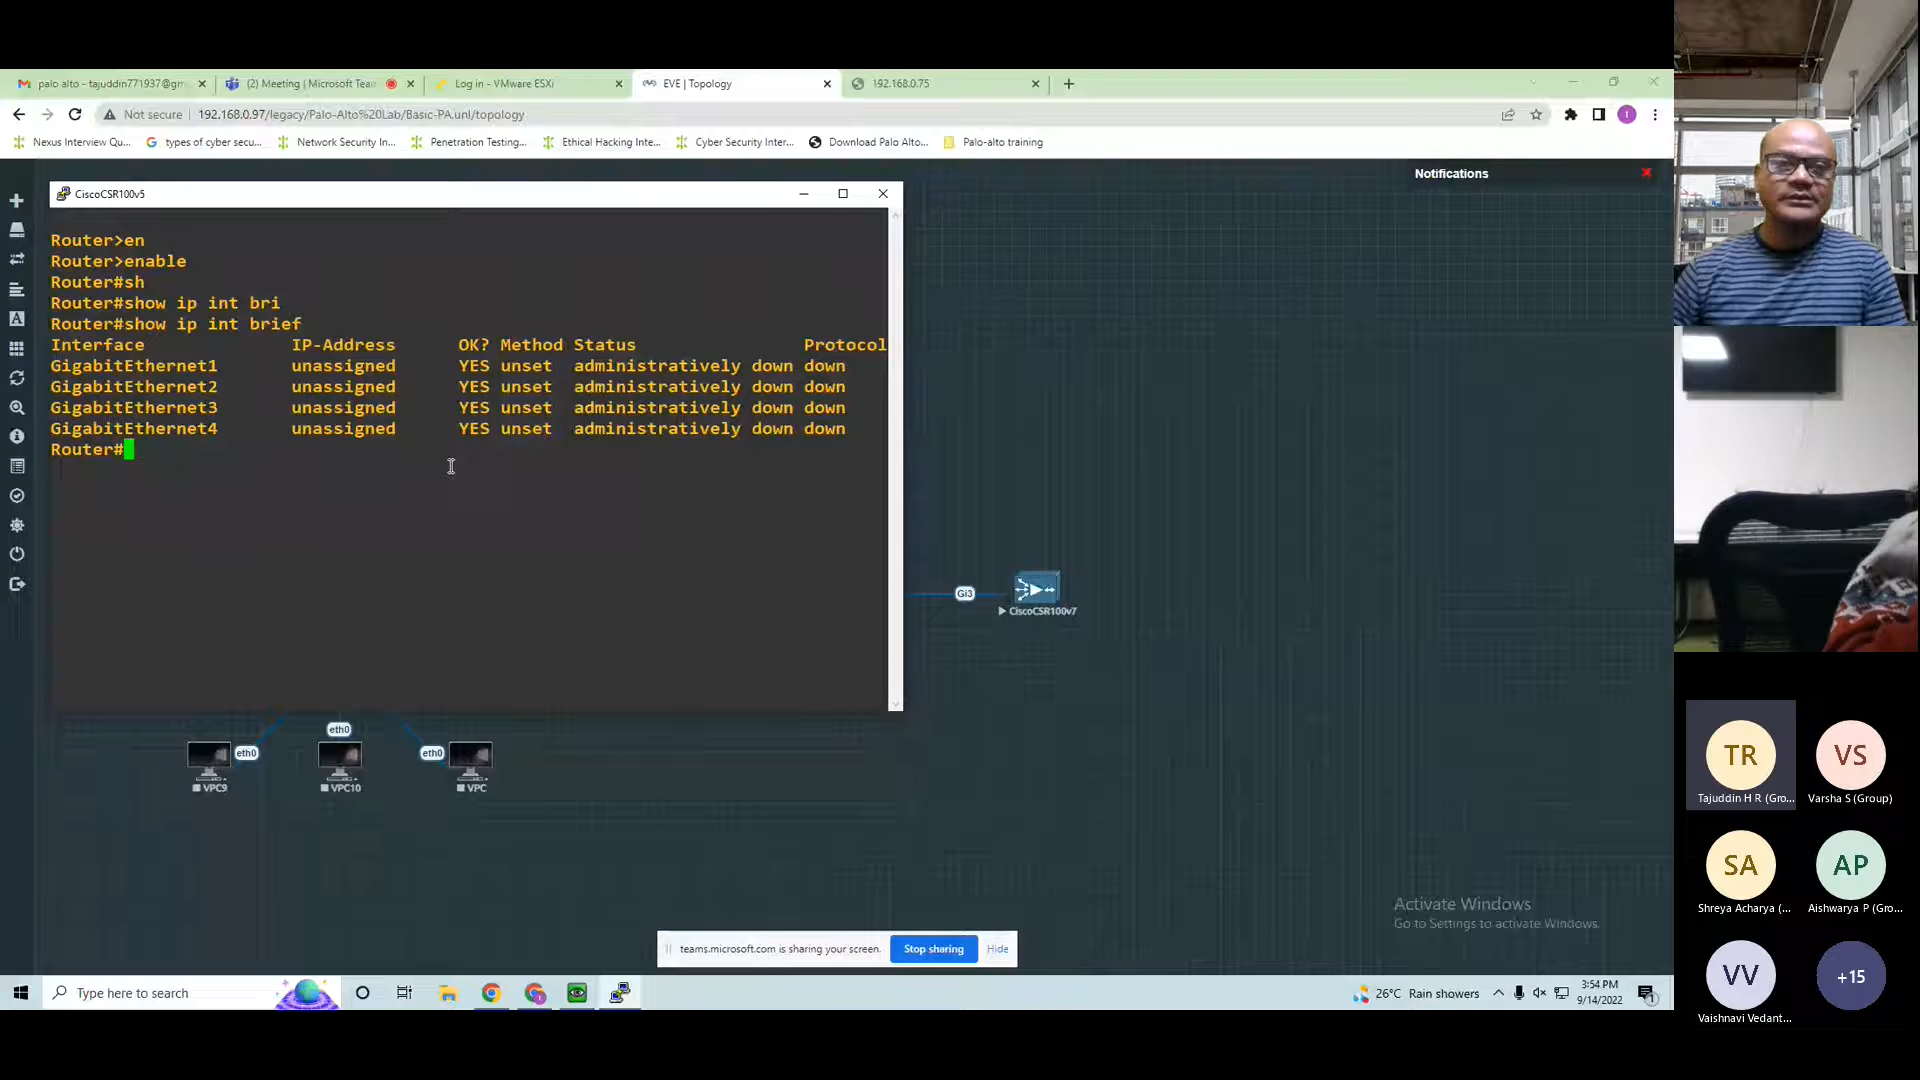 palo alto - tajuddin771937@gm
(2) Meeting | Microsoft Team
Log in - VMware ESXi
EVE | Topology
192.168.0.75
Not secure
192.168.0.97/legacy/Palo-Alto%20Lab/Basic-PA.unl/topology
t
Nexus Interview Qu...
types of cyber secu...
Network Security In...
Penetration Testing...
Ethical Hacking Inte...
Cyber Security Inter...
Download Palo Alto...
Palo-alto training
Notifications
CiscoCSR100v5
Router>en
Router>enable
Router#sh
Router#show ip int bri
Router#show ip int brief
Interface IP-Address OK? Method Status Protocol
GigabitEthernet1 unassigned YES unset administratively down down
GigabitEthernet2 unassigned YES unset administratively down down
GigabitEthernet3 unassigned YES unset administratively down down
GigabitEthernet4 unassigned YES unset administratively down down
Router#
Gi3
CiscoCSR100v7
eth0
eth0
eth0
VPC9
VPC10
VPC
TR
Tajuddin H R (Gro...
VS
Varsha S (Group)
SA
Shreya Acharya (...
AP
Aishwarya P (Gro...
VV
Vaishnavi Vedant...
+15
Activate Windows
Go to Settings to activate Windows.
teams.microsoft.com is sharing your screen.
Stop sharing
Hide
Type here to search
26°C Rain showers
3:54 PM
9/14/2022
1